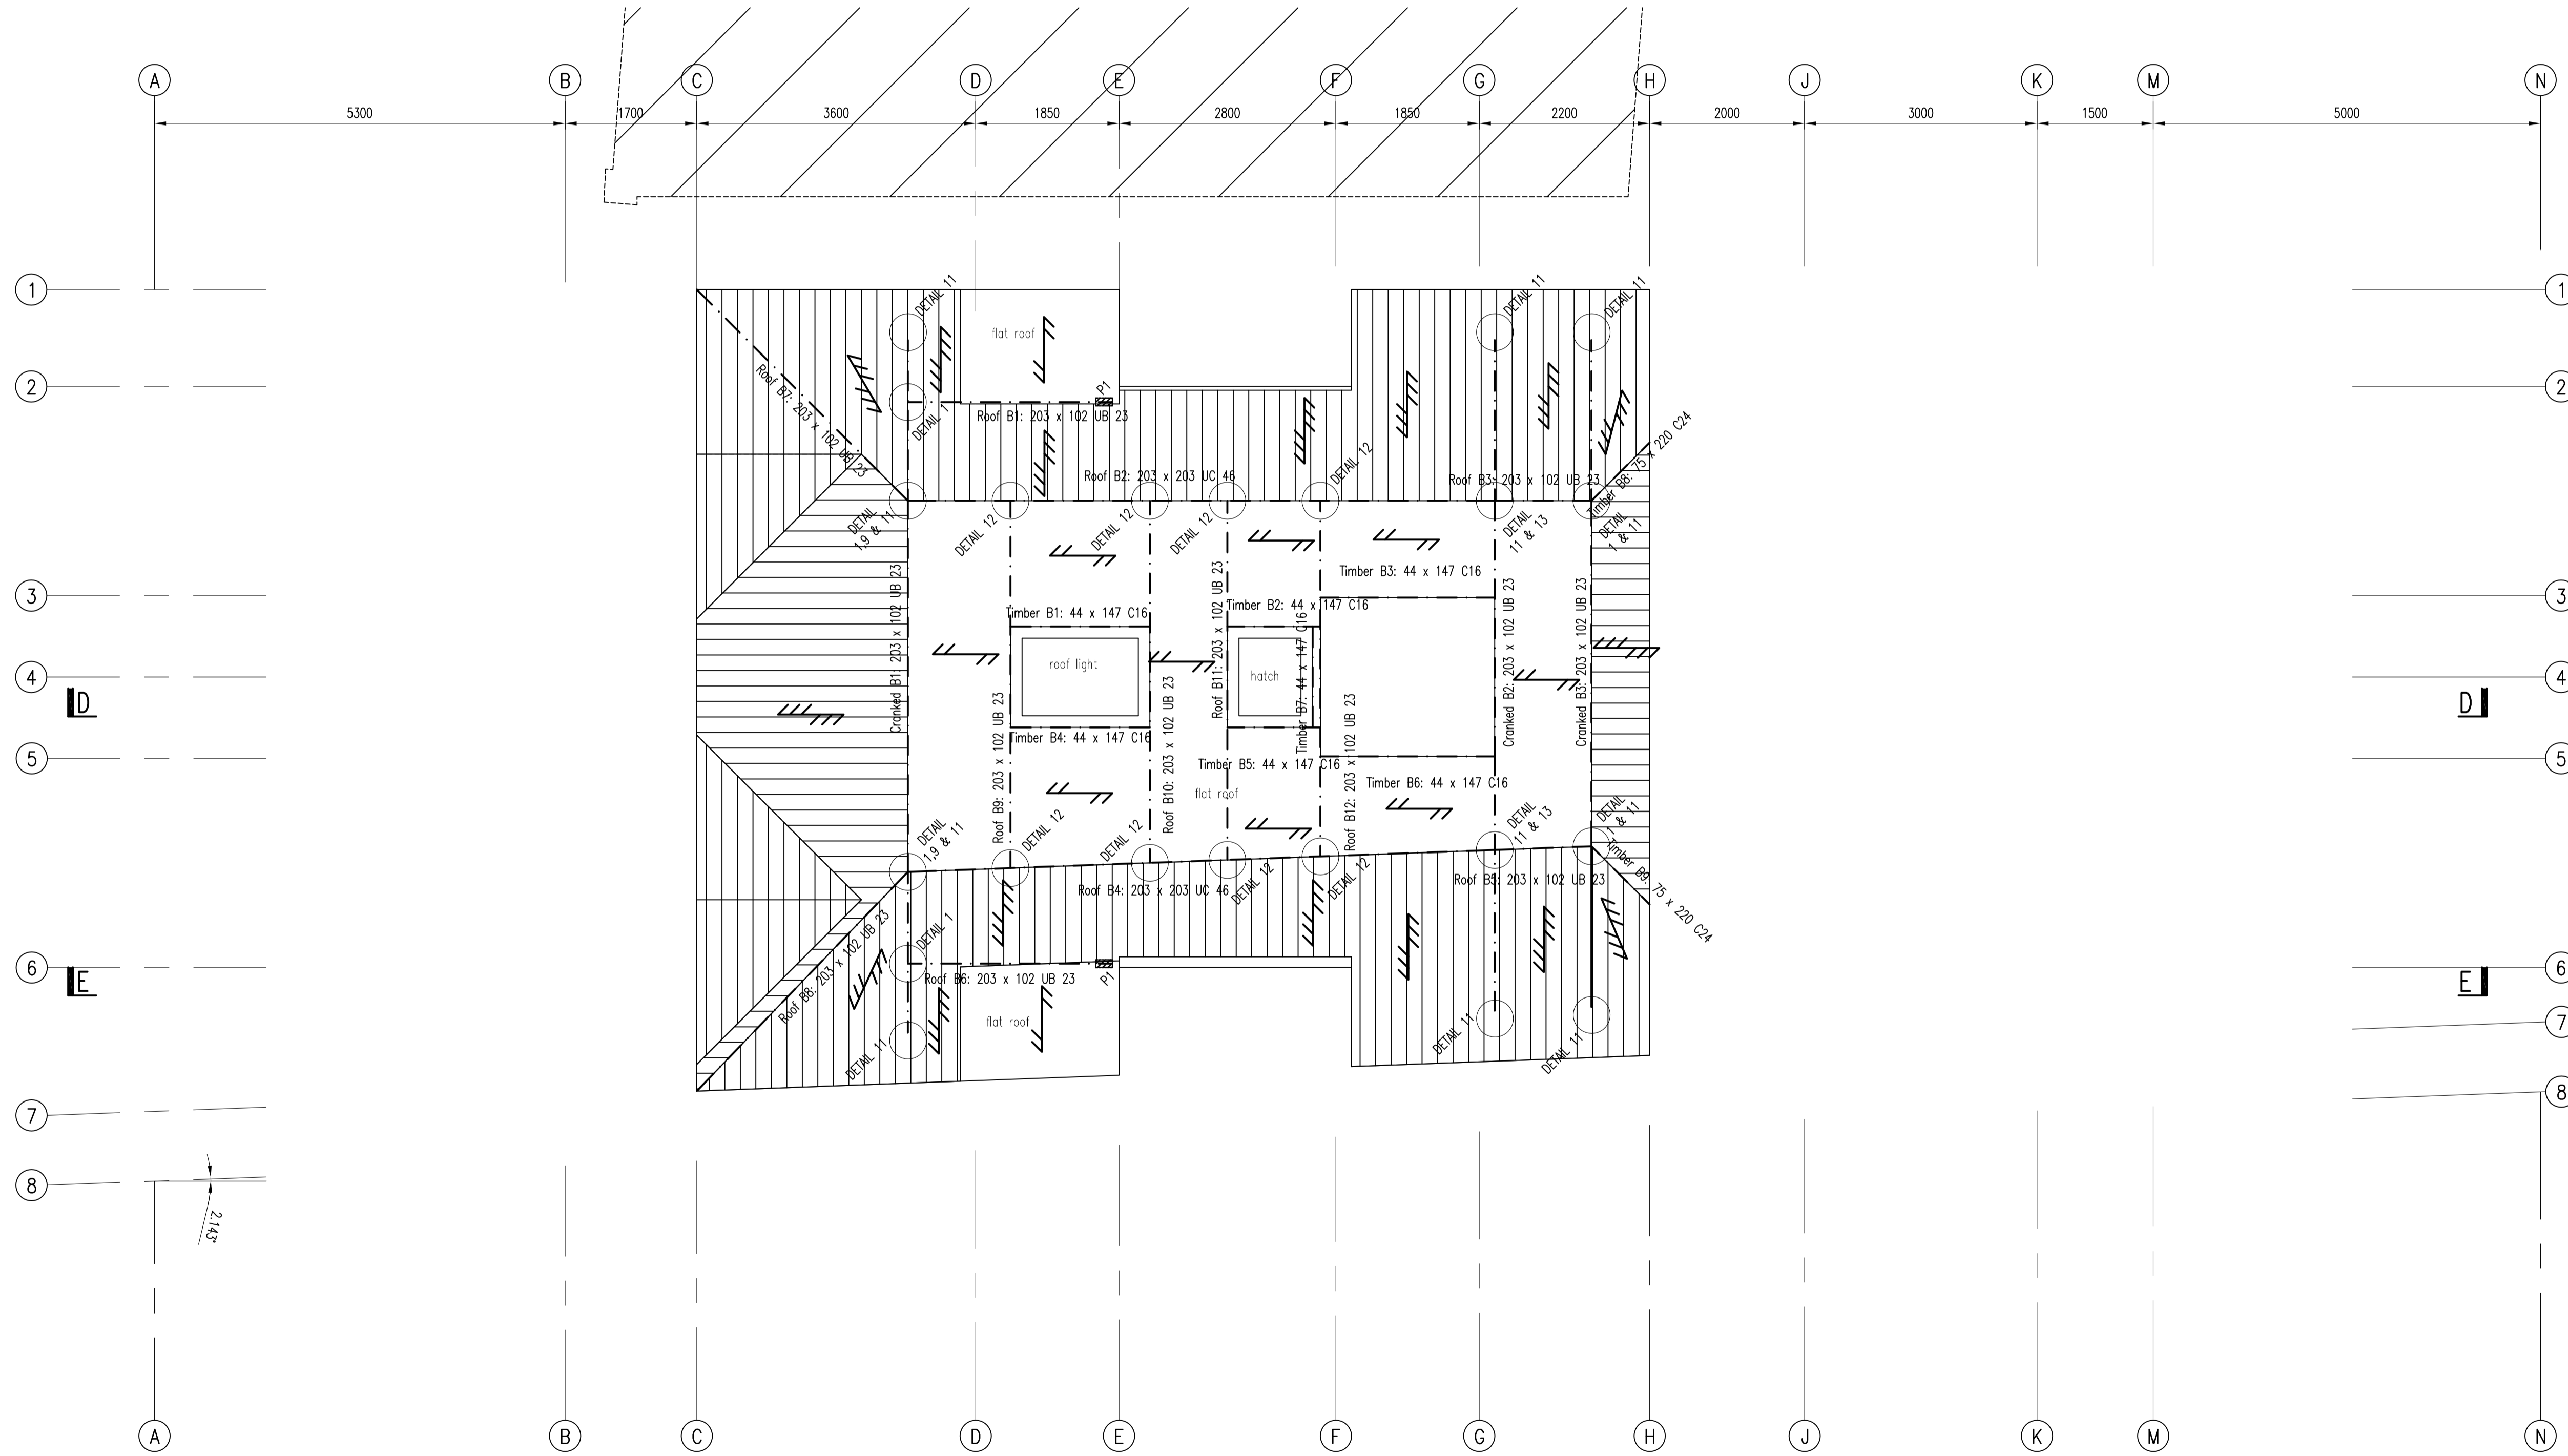 A B C D E F G H J K M N
5300 1700 3600 1850 2800 1850 2200 2000 3000 1500 5000
1 1
DETAIL 11
DETAIL 11
DETAIL 11
flat roof
2 2
P1
Roof B7: 203 x 102 UB 23
DETAIL 1
Roof B1: 203 x 102 UB 23
Timber B8: 75 x 220 C24
Roof B2: 203 x 203 UC 46
DETAIL 12
Roof B3: 203 x 102 UB 23
DETAIL
1,9 & 11
DETAIL 12
DETAIL 12
DETAIL 12
DETAIL
11 & 13
DETAIL
1 & 11
Timber B3: 44 x 147 C16
3 3
Timber B1: 44 x 147 C16
Timber B2: 44 x 147 C16
Cranked B1: 203 x 102 UB 23
Roof B11: 203 x 102 UB 23
Timber B7: 44 x 147 C16
Cranked B2: 203 x 102 UB 23
Cranked B3: 203 x 102 UB 23
roof light
hatch
4 4
D D
Timber B4: 44 x 147 C16
Roof B9: 203 x 102 UB 23
Roof B10: 203 x 102 UB 23
Roof B12: 203 x 102 UB 23
5 5
Timber B5: 44 x 147 C16
Timber B6: 44 x 147 C16
flat roof
DETAIL
1,9 & 11
DETAIL 12
DETAIL 12
DETAIL
11 & 13
DETAIL
1 & 11
Roof B4: 203 x 203 UC 46
DETAIL 12
DETAIL 12
Roof B5: 203 x 102 UB 23
Timber B9: 75 x 220 C24
Roof B8: 203 x 102 UB 23
DETAIL 1
6 6
E E
Roof B6: 203 x 102 UB 23
P1
flat roof
7
DETAIL 11
DETAIL 11
DETAIL 11
7 8
8
2.143°
A B C D E F G H J K M N